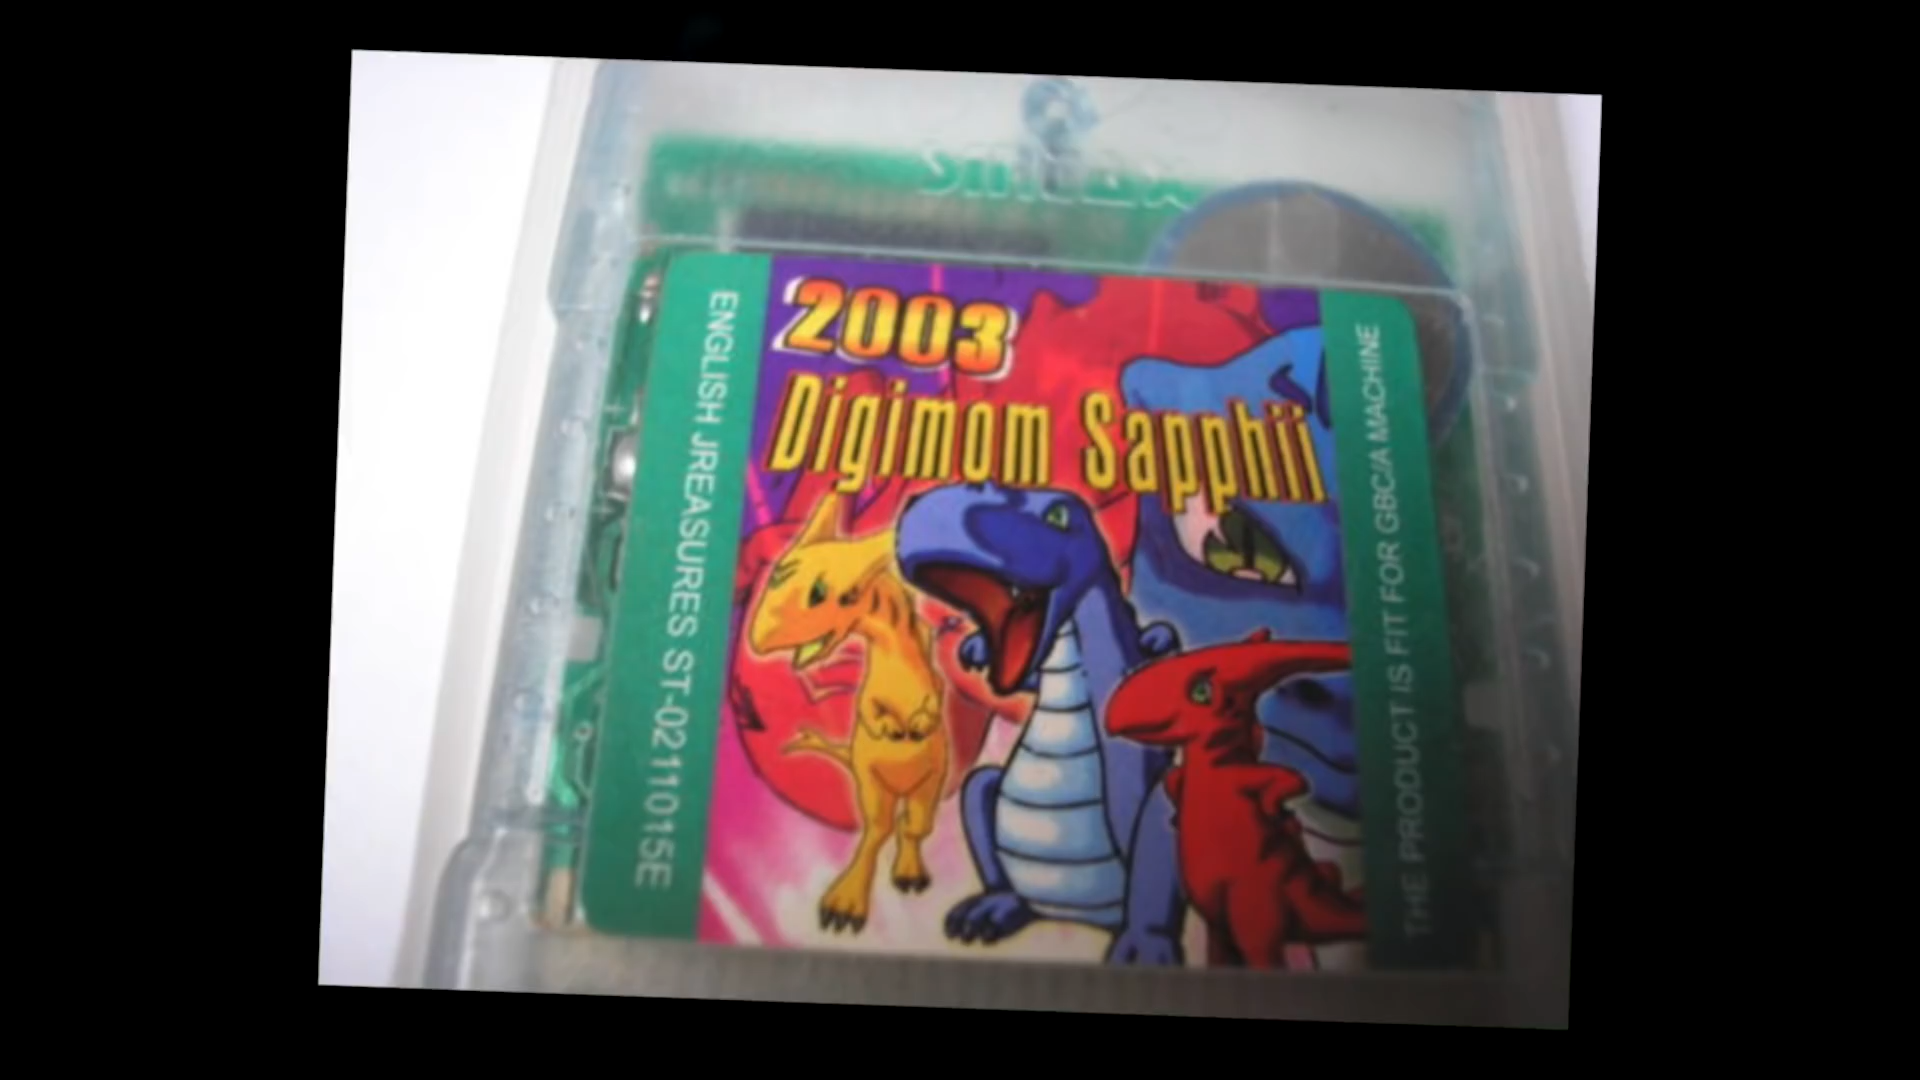 2003
Digimom Sapphii
ENGLISH JREASURES ST-0211015E
THE PRODUCT IS FIT FOR GBC/A MACHINE